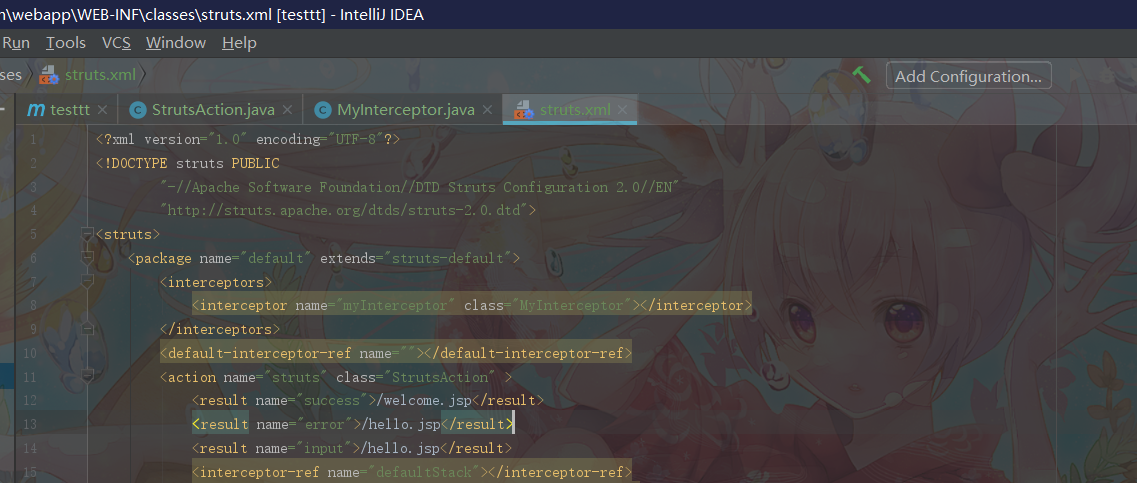 n\webapp\WEB-INF\classes\struts.xml [testtt] - IntelliJ IDEA
Run Tools VCS Window Help
ses struts.xml Add Configuration...
testtt StrutsAction.java MyInterceptor.java struts.xml
1 <?xml version="1.0" encoding="UTF-8"?>
2 <!DOCTYPE struts PUBLIC
3 "-//Apache Software Foundation//DTD Struts Configuration 2.0//EN"
4 "http://struts.apache.org/dtds/struts-2.0.dtd">
5 <struts>
6 <package name="default" extends="struts-default">
7 <interceptors>
8 <interceptor name="myInterceptor" class="MyInterceptor"></interceptor>
9 </interceptors>
10 <default-interceptor-ref name=""></default-interceptor-ref>
11 <action name="struts" class="StrutsAction" >
12 <result name="success">/welcome.jsp</result>
13 <result name="error">/hello.jsp</result>
14 <result name="input">/hello.jsp</result>
15 <interceptor-ref name="defaultStack"></interceptor-ref>